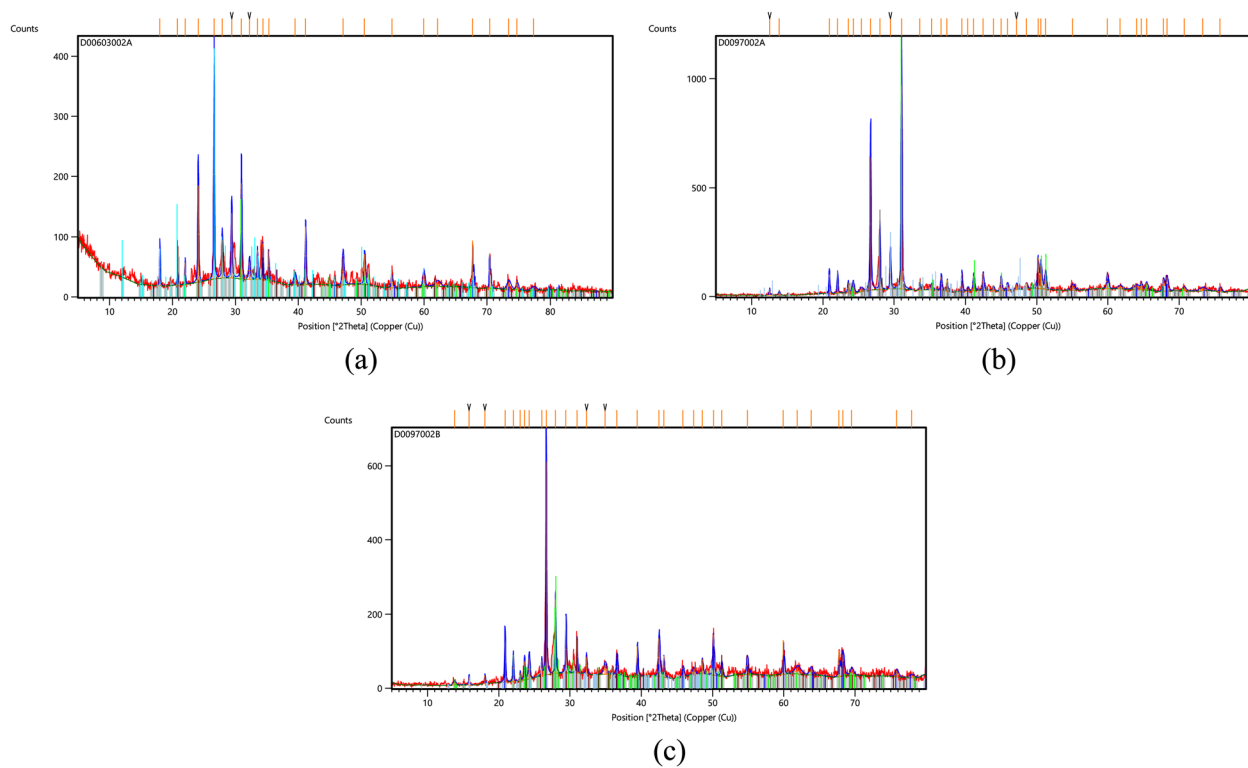 Counts
D00603002A
400
300
200
100
0
10 20 30 40 50 60 70 80
Position [°2Theta] (Copper (Cu))
(a)
Counts
D0097002A
1000
500
0
10 20 30 40 50 60 70
Position [°2Theta] (Copper (Cu))
(b)
Counts
D0097002B
600
400
200
0
10 20 30 40 50 60 70
Position [°2Theta] (Copper (Cu))
(c)